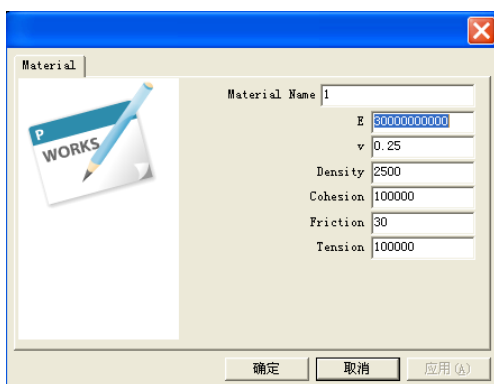 Material
P
WORKS
Material Name 1
E 30000000000
v 0.25
Density 2500
Cohesion 100000
Friction 30
Tension 100000
确定 取消 应用(A)